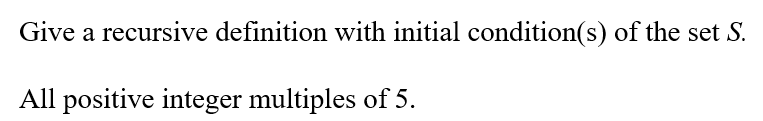 Give a recursive definition with initial condition(s) of the set S.
All positive integer multiples of 5.